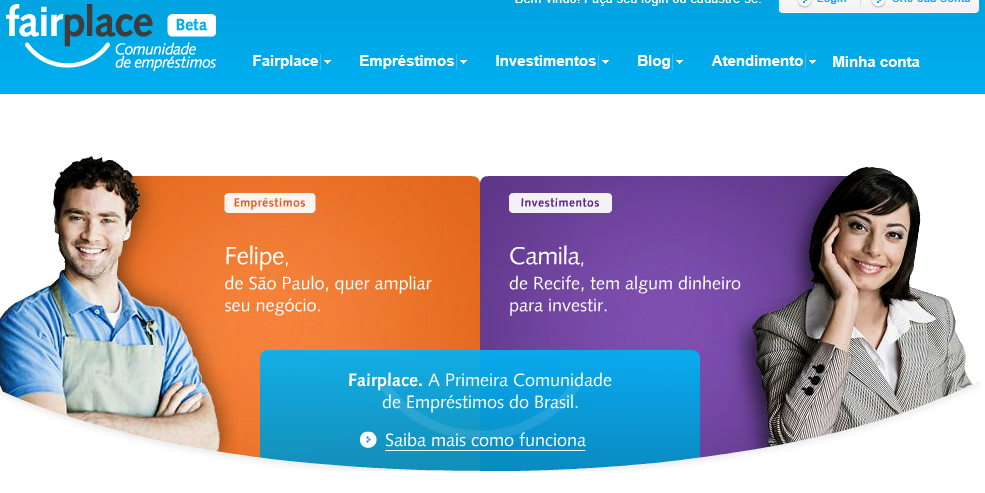 Bem vindo! Faça seu login ou cadastre-se.
Login
Crie Sua Conta
fairplace Beta
Comunidade
de empréstimos
Fairplace
Empréstimos
Investimentos
Blog
Atendimento
Minha conta
Empréstimos
Felipe,
de São Paulo, quer ampliar
seu negócio.
Investimentos
Camila,
de Recife, tem algum dinheiro
para investir.
Fairplace. A Primeira Comunidade
de Empréstimos do Brasil.
Saiba mais como funciona